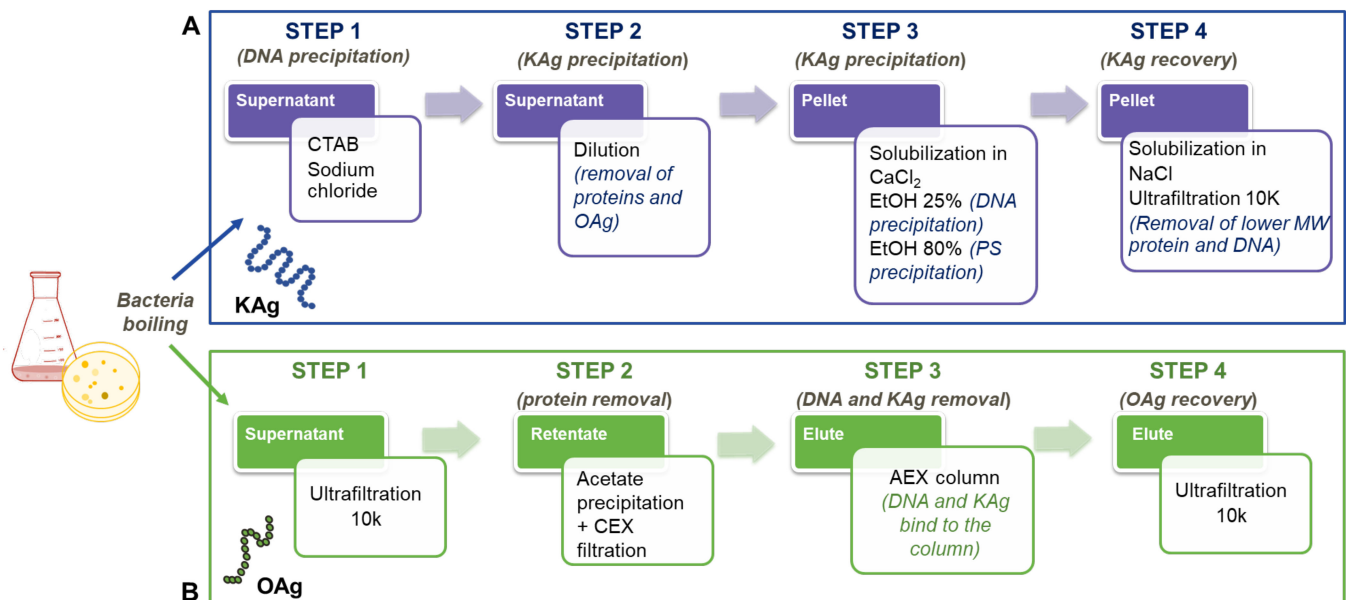 A
STEP 1
(DNA precipitation)
Supernatant
CTAB
Sodium
chloride
STEP 2
(KAg precipitation)
Supernatant
Dilution
(removal of
proteins and
OAg)
STEP 3
(KAg precipitation)
Pellet
Solubilization in
CaCl₂
EtOH 25% (DNA
precipitation)
EtOH 80% (PS
precipitation)
STEP 4
(KAg recovery)
Pellet
Solubilization in
NaCl
Ultrafiltration 10K
(Removal of lower MW
protein and DNA)
KAg
Bacteria
boiling
STEP 1
Supernatant
Ultrafiltration
10k
STEP 2
(protein removal)
Retentate
Acetate
precipitation
+ CEX
filtration
STEP 3
(DNA and KAg removal)
Elute
AEX column
(DNA and KAg
bind to the
column)
STEP 4
(OAg recovery)
Elute
Ultrafiltration
10k
OAg
B